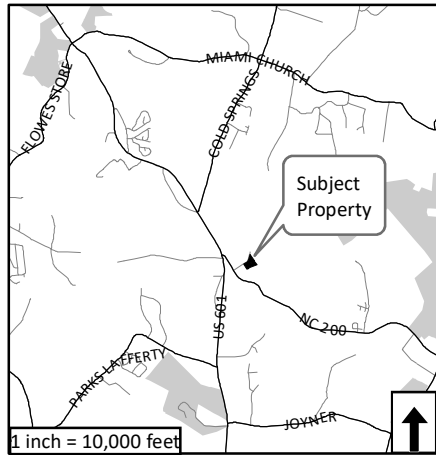 MIAMI CHURCH
FLOWES STORE
COLD SPRINGS
Subject
Property
US 601
NC 200
PARKS LAFFERTY
JOYNER
1 inch = 10,000 feet